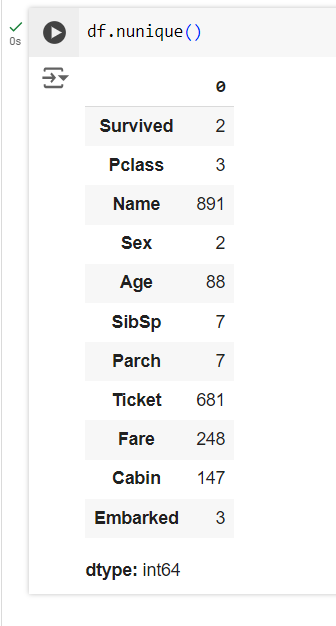 df.nunique()
0s
0
Survived 2
Pclass 3
Name 891
Sex 2
Age 88
SibSp 7
Parch 7
Ticket 681
Fare 248
Cabin 147
Embarked 3
dtype: int64